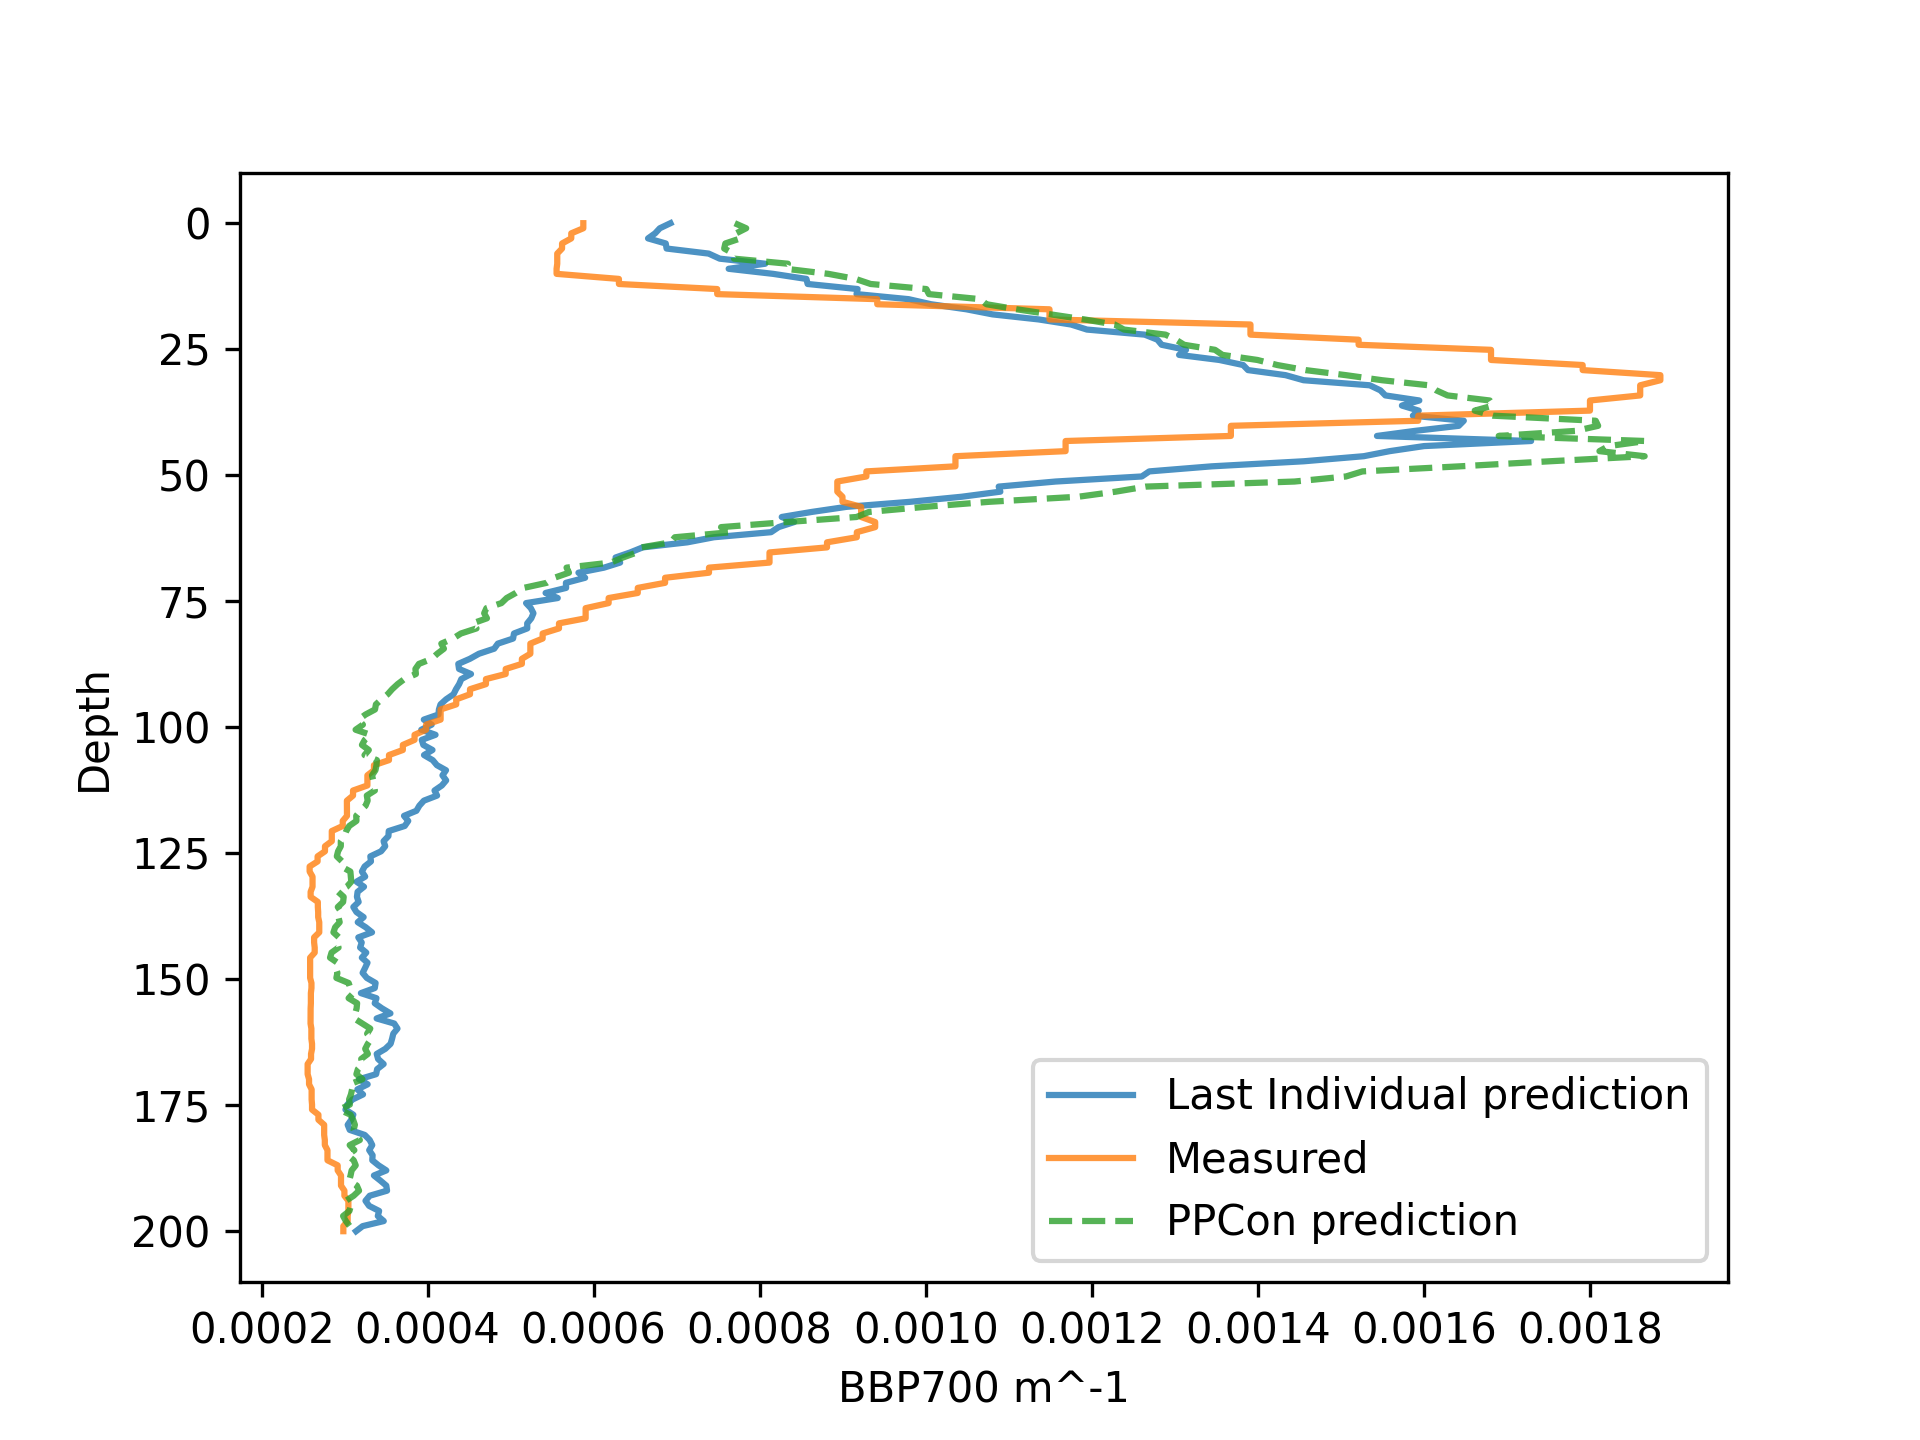 0
25
50
75
100
125
150
175
200
Depth
Last Individual prediction
Measured
PPCon prediction
0.0002 0.0004 0.0006 0.0008 0.0010 0.0012 0.0014 0.0016 0.0018
BBP700 m^-1